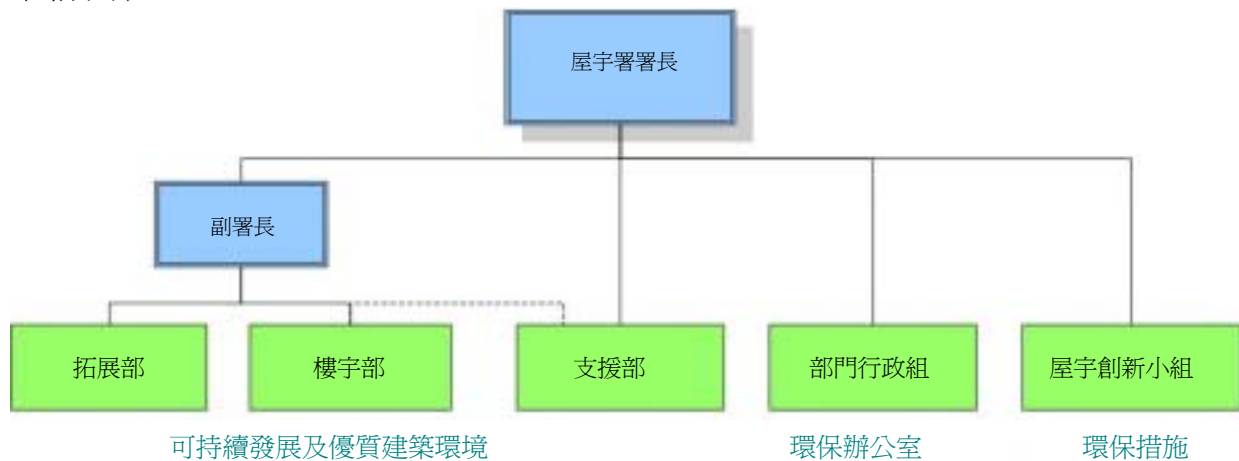 屋宇署署長
副署長
拓展部
樓宇部
支援部
部門行政組
屋宇創新小組
可持續發展及優質建築環境
環保辦公室
環保措施